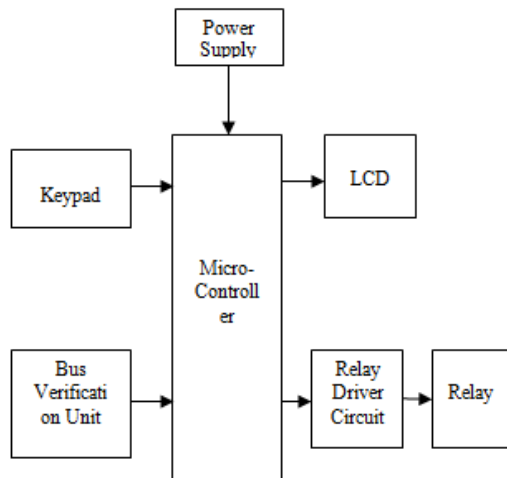 Power
Supply
Keypad
LCD
Micro-
Controll
er
Bus
Verificati
on Unit
Relay
Driver
Circuit
Relay